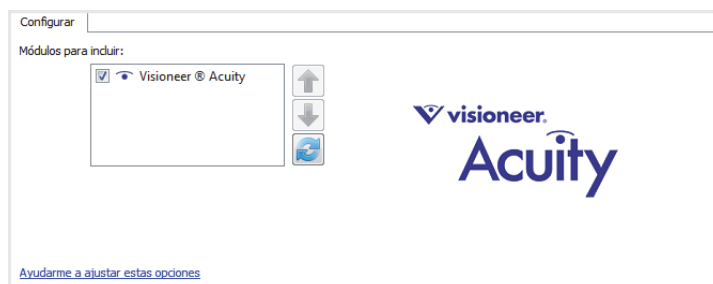 Configurar
Módulos para incluir:
Visioneer ® Acuity
visioneer.
Acuity
Ayudarme a ajustar estas opciones